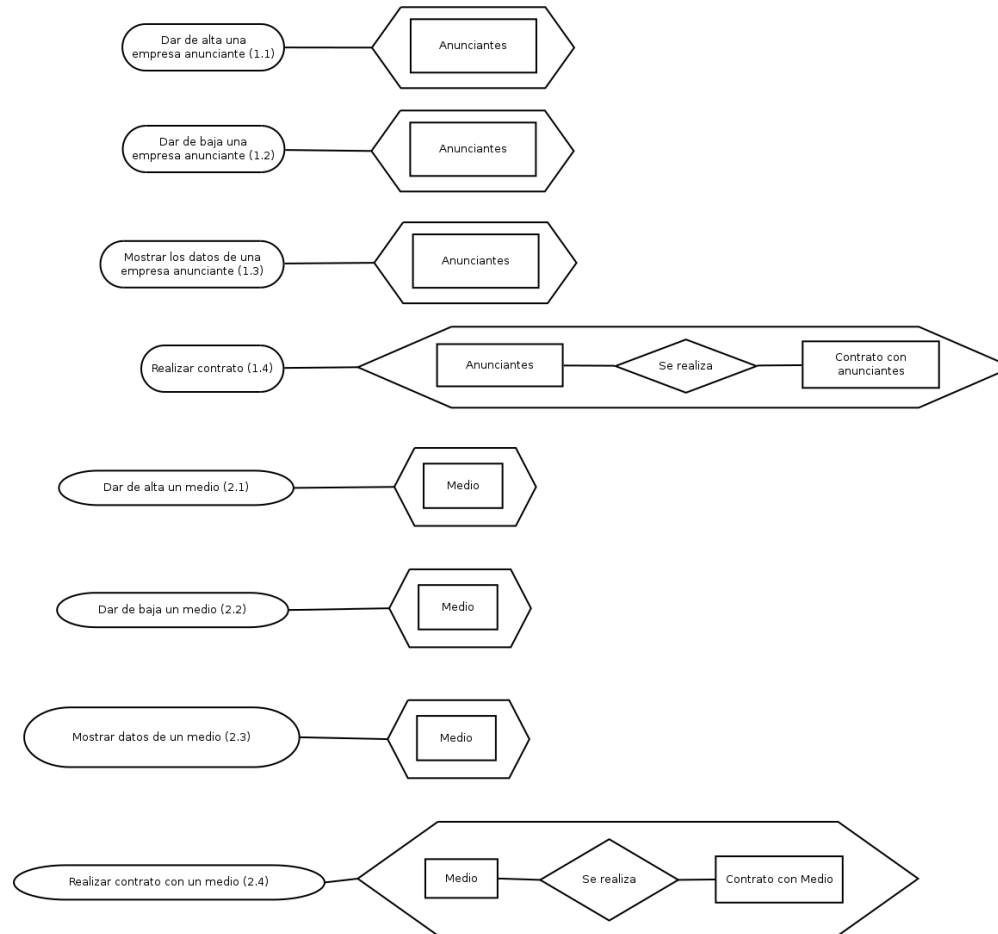 Dar de alta una
empresa anunciante (1.1)
Anunciantes
Dar de baja una
empresa anunciante (1.2)
Anunciantes
Mostrar los datos de una
empresa anunciante (1.3)
Anunciantes
Realizar contrato (1.4)
Anunciantes
Se realiza
Contrato con
anunciantes
Dar de alta un medio (2.1)
Medio
Dar de baja un medio (2.2)
Medio
Mostrar datos de un medio (2.3)
Medio
Realizar contrato con un medio (2.4)
Medio
Se realiza
Contrato con Medio